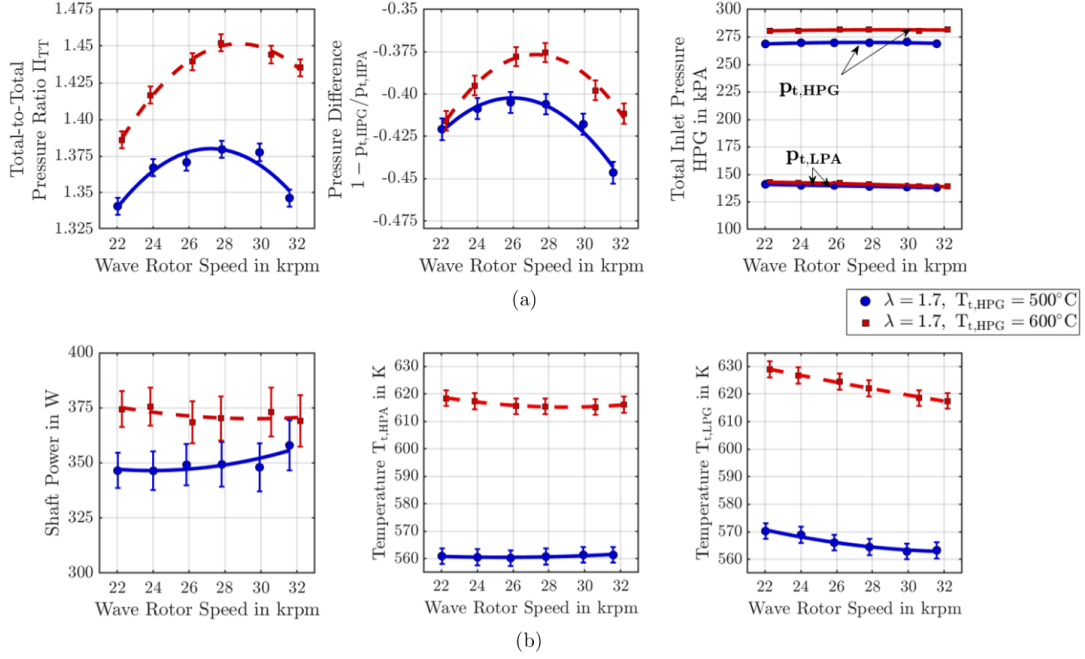 1.475
1.45
1.425
1.40
1.375
1.35
1.325
Total-to-Total
Pressure Ratio Π_TT
22 24 26 28 30 32
Wave Rotor Speed in krpm
-0.35
-0.375
-0.40
-0.425
-0.45
-0.475
Pressure Difference
1 − p_t,HPG/p_t,HPA
22 24 26 28 30 32
Wave Rotor Speed in krpm
300
275
250
225
200
175
150
125
100
Total Inlet Pressure
HPG in kPa
p_t,HPG
p_t,LPA
22 24 26 28 30 32
Wave Rotor Speed in krpm
(a)
λ = 1.7, T_t,HPG = 500°C
λ = 1.7, T_t,HPG = 600°C
400
375
350
325
300
Shaft Power in W
22 24 26 28 30 32
Wave Rotor Speed in krpm
630
620
610
600
590
580
570
560
Temperature T_t,HPA in K
22 24 26 28 30 32
Wave Rotor Speed in krpm
630
620
610
600
590
580
570
560
Temperature T_t,LPG in K
22 24 26 28 30 32
Wave Rotor Speed in krpm
(b)